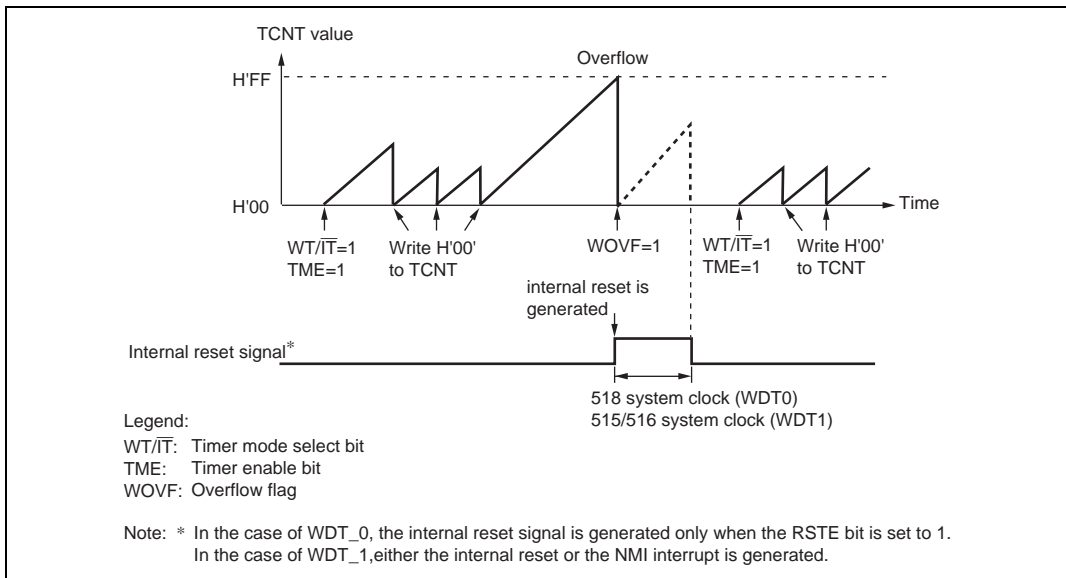 TCNT value
Overflow
H'FF
H'00
Time
WT/IT=1
TME=1
Write H'00'
to TCNT
WOVF=1
WT/IT=1
TME=1
Write H'00'
to TCNT
internal reset is
generated
Internal reset signal*
518 system clock (WDT0)
515/516 system clock (WDT1)
Legend:
WT/IT: Timer mode select bit
TME: Timer enable bit
WOVF: Overflow flag
Note: * In the case of WDT_0, the internal reset signal is generated only when the RSTE bit is set to 1.
In the case of WDT_1,either the internal reset or the NMI interrupt is generated.